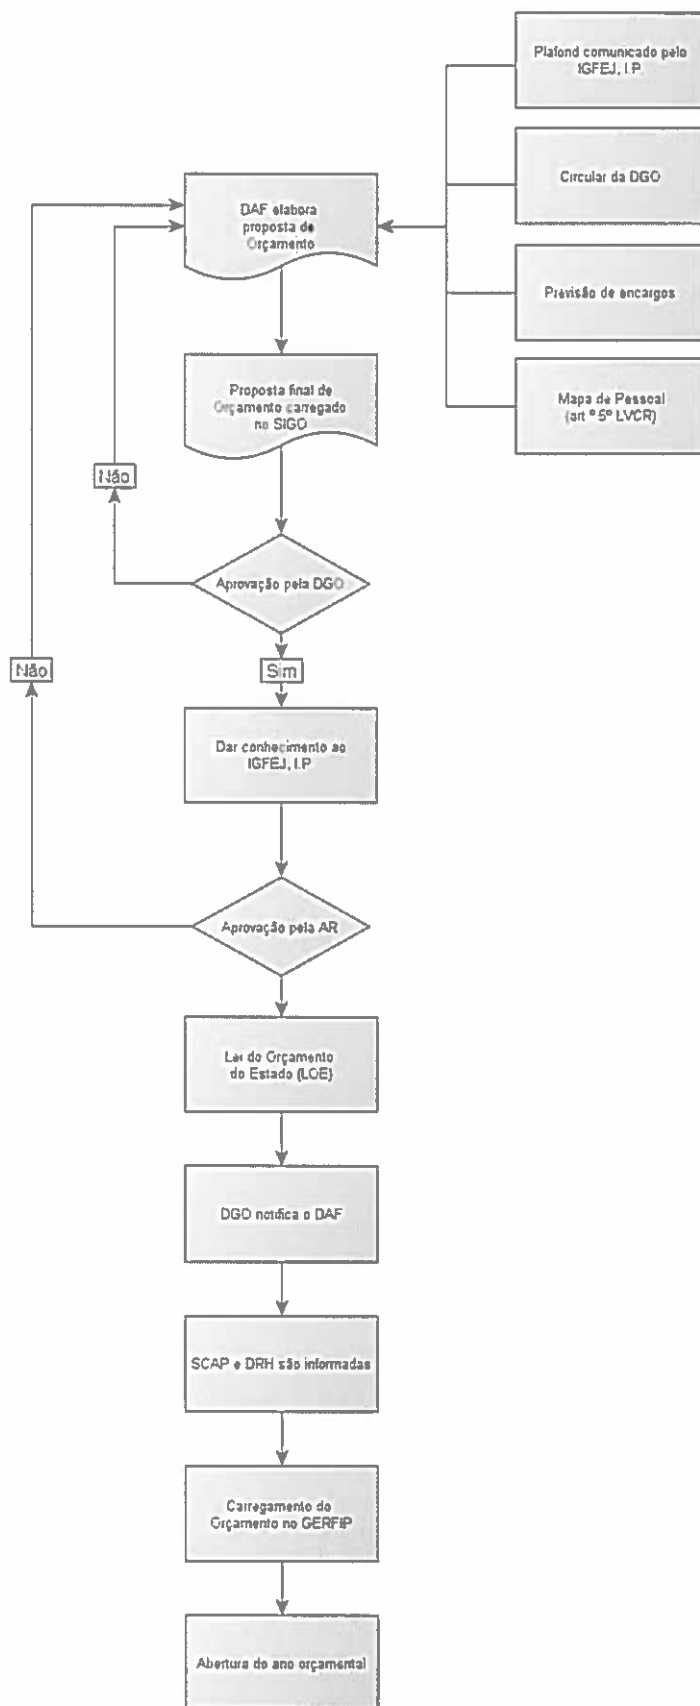 Plafond comunicado pelo
IGFEJ, I.P.
Circular da DGO
DAF elabora
proposta de
Orçamento
Previsão de encargos
Proposta final de
Orçamento carregado
no SIGO
Mapa de Pessoal
(art º 5º LVCR)
Não
Aprovação pela DGO
Não
Sim
Dar conhecimento ao
IGFEJ, I.P
Aprovação pela AR
Lei do Orçamento
do Estado (LOE)
DGO notifica o DAF
SCAP e DRH são informadas
Carregamento do
Orçamento no GERFIP
Abertura do ano orçamental